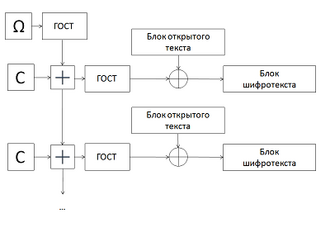 Ω ГОСТ
Блок открытого
текста
С + ГОСТ Блок
шифротекста
Блок открытого
текста
С + ГОСТ Блок
шифротекста
...